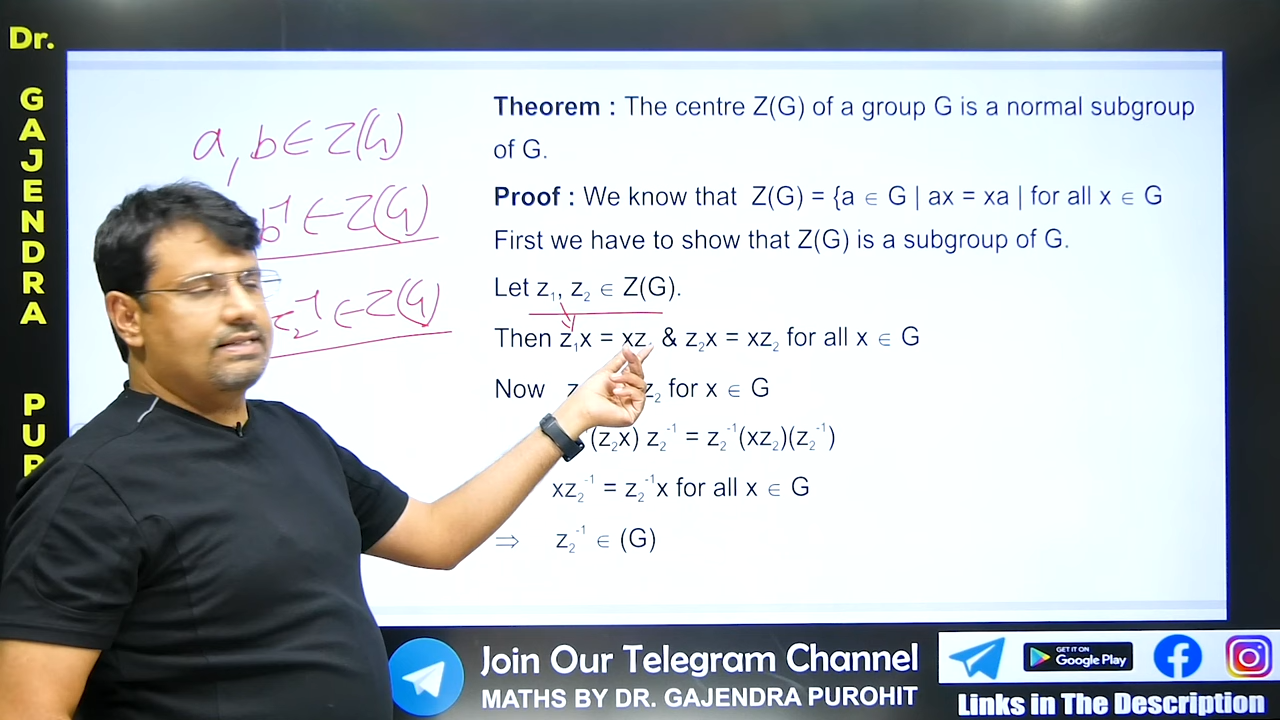 Dr.
GAJENDRA
PUR
a, b ∈ Z(G)
b⁻¹ ∈ Z(G)
z₂⁻¹ ∈ Z(G)
Theorem : The centre Z(G) of a group G is a normal subgroup
of G.
Proof : We know that Z(G) = {a ∈ G | ax = xa | for all x ∈ G
First we have to show that Z(G) is a subgroup of G.
Let z₁, z₂ ∈ Z(G).
Then z₁x = xz & z₂x = xz₂ for all x ∈ G
Now z z₂ for x ∈ G
(z₂x) z₂⁻¹ = z₂⁻¹(xz₂)(z₂⁻¹)
xz₂⁻¹ = z₂⁻¹x for all x ∈ G
⇒ z₂⁻¹ ∈ (G)
Join Our Telegram Channel
MATHS BY DR. GAJENDRA PUROHIT
GET IT ON
Google Play
Links in The Description